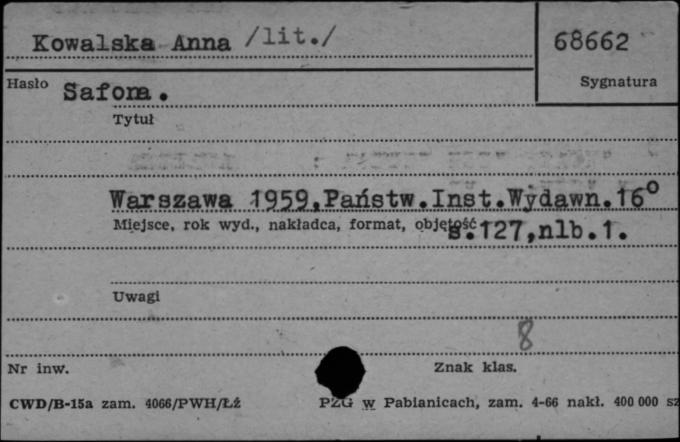 Kowalska Anna /lit./
68662
Sygnatura
Hasło
Safona.
Tytuł
Warszawa 1959.Państw.Inst.Wydawn.16°
Miejsce, rok wyd., nakładca, format, objętość
s.127,nlb.1.
Uwagi
8
Nr inw.
Znak klas.
CWD/B-15a zam. 4066/PWH/Łź
PZG w Pabianicach, zam. 4-66 nakł. 400 000 sz